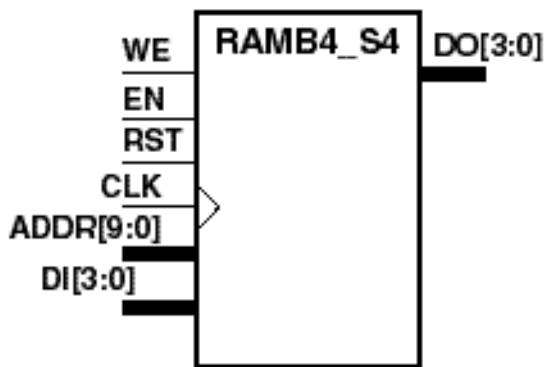 RAMB4_S4
WE
EN
RST
CLK
ADDR[9:0]
DI[3:0]
DO[3:0]